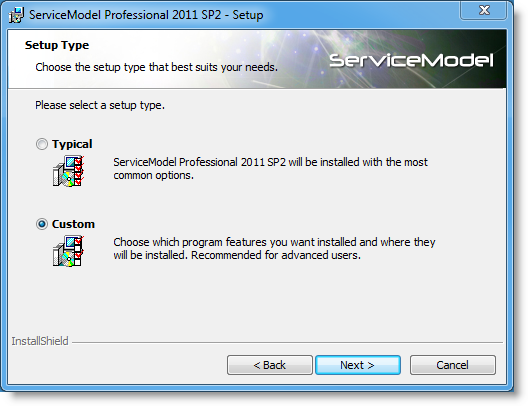 ServiceModel Professional 2011 SP2 - Setup
Setup Type
Choose the setup type that best suits your needs.
ServiceModel
Please select a setup type.
Typical
ServiceModel Professional 2011 SP2 will be installed with the most
common options.
Custom
Choose which program features you want installed and where they
will be installed. Recommended for advanced users.
InstallShield
< Back
Next >
Cancel